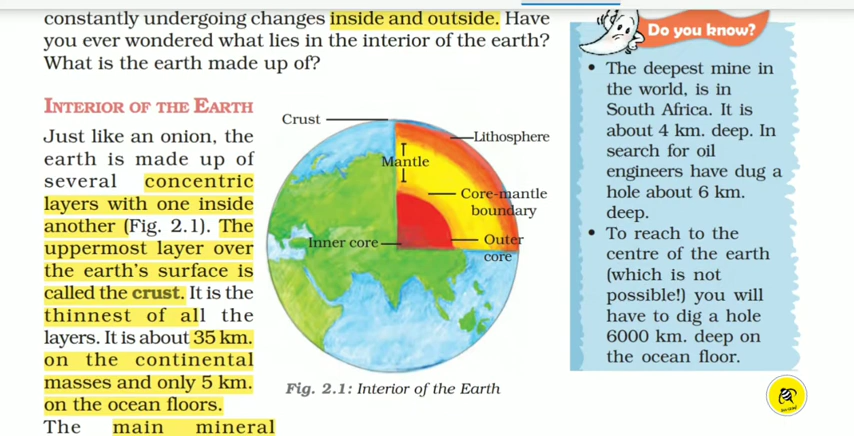 constantly undergoing changes inside and outside. Have
you ever wondered what lies in the interior of the earth?
What is the earth made up of?
INTERIOR OF THE EARTH
Just like an onion, the
earth is made up of
several concentric
layers with one inside
another (Fig. 2.1). The
uppermost layer over
the earth's surface is
called the crust. It is the
thinnest of all the
layers. It is about 35 km.
on the continental
masses and only 5 km.
on the ocean floors.
The main mineral
Crust
Lithosphere
Mantle
Core-mantle
boundary
Inner core
Outer
core
Fig. 2.1: Interior of the Earth
Do you know?
• The deepest mine in
the world, is in
South Africa. It is
about 4 km. deep. In
search for oil
engineers have dug a
hole about 6 km.
deep.
• To reach to the
centre of the earth
(which is not
possible!) you will
have to dig a hole
6000 km. deep on
the ocean floor.